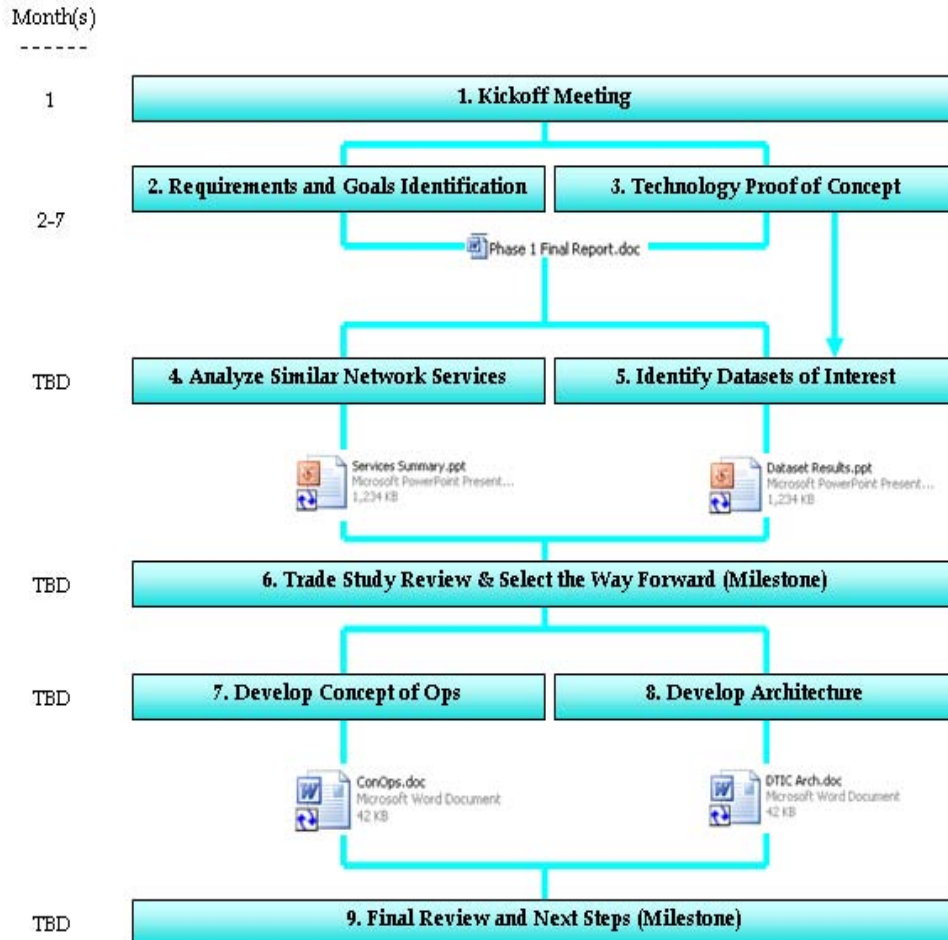 Month(s)
------
1
1. Kickoff Meeting
2. Requirements and Goals Identification
3. Technology Proof of Concept
2-7
Phase 1 Final Report.doc
TBD
4. Analyze Similar Network Services
5. Identify Datasets of Interest
Services Summary.ppt
Microsoft PowerPoint Present...
1,234 KB
Dataset Results.ppt
Microsoft PowerPoint Present...
1,234 KB
TBD
6. Trade Study Review & Select the Way Forward (Milestone)
TBD
7. Develop Concept of Ops
8. Develop Architecture
ConOps.doc
Microsoft Word Document
42 KB
DTIC Arch.doc
Microsoft Word Document
42 KB
TBD
9. Final Review and Next Steps (Milestone)